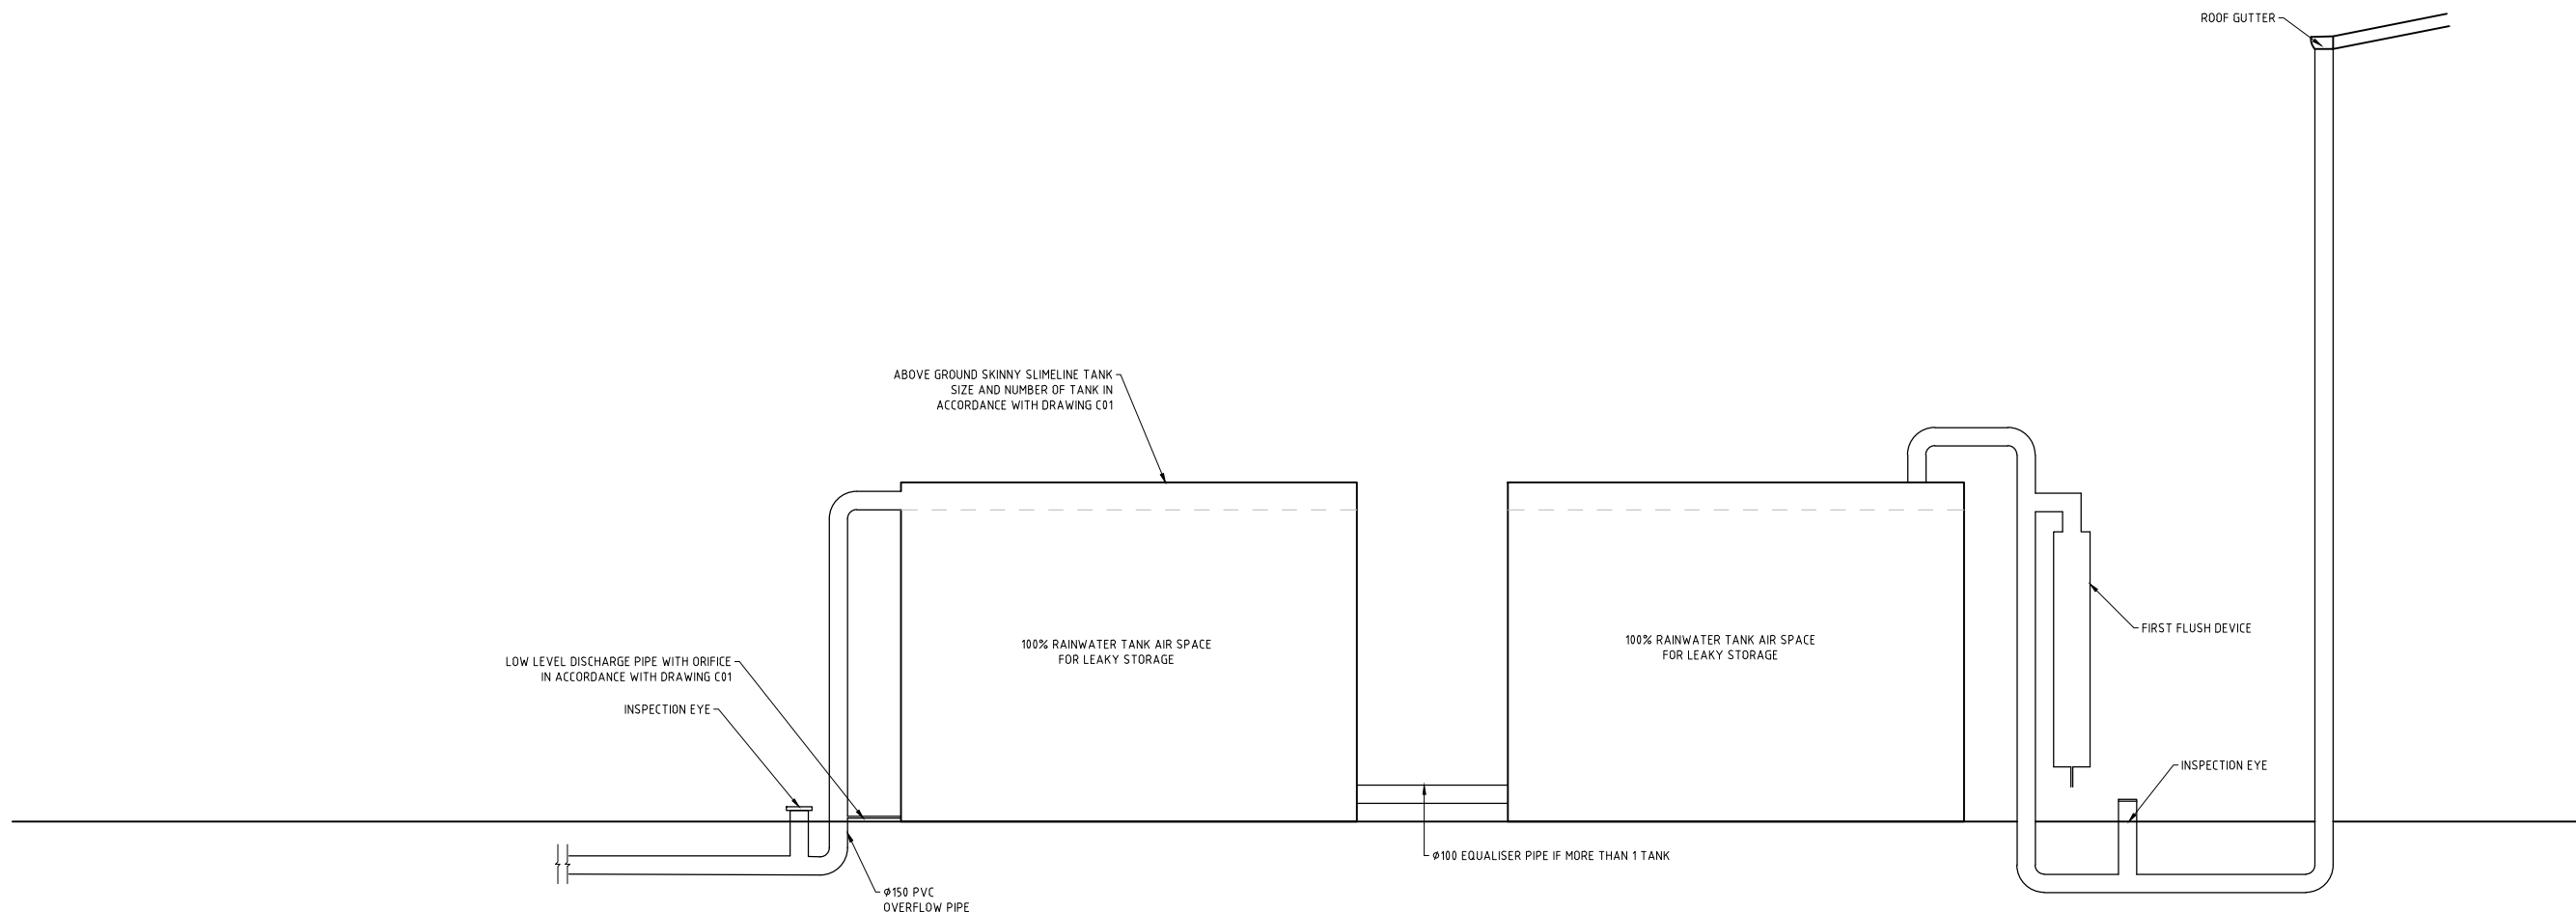 ROOF GUTTER
ABOVE GROUND SKINNY SLIMELINE TANK
SIZE AND NUMBER OF TANK IN
ACCORDANCE WITH DRAWING C01
100% RAINWATER TANK AIR SPACE
FOR LEAKY STORAGE
100% RAINWATER TANK AIR SPACE
FOR LEAKY STORAGE
FIRST FLUSH DEVICE
LOW LEVEL DISCHARGE PIPE WITH ORIFICE
IN ACCORDANCE WITH DRAWING C01
INSPECTION EYE
INSPECTION EYE
Ø100 EQUALISER PIPE IF MORE THAN 1 TANK
Ø150 PVC
OVERFLOW PIPE